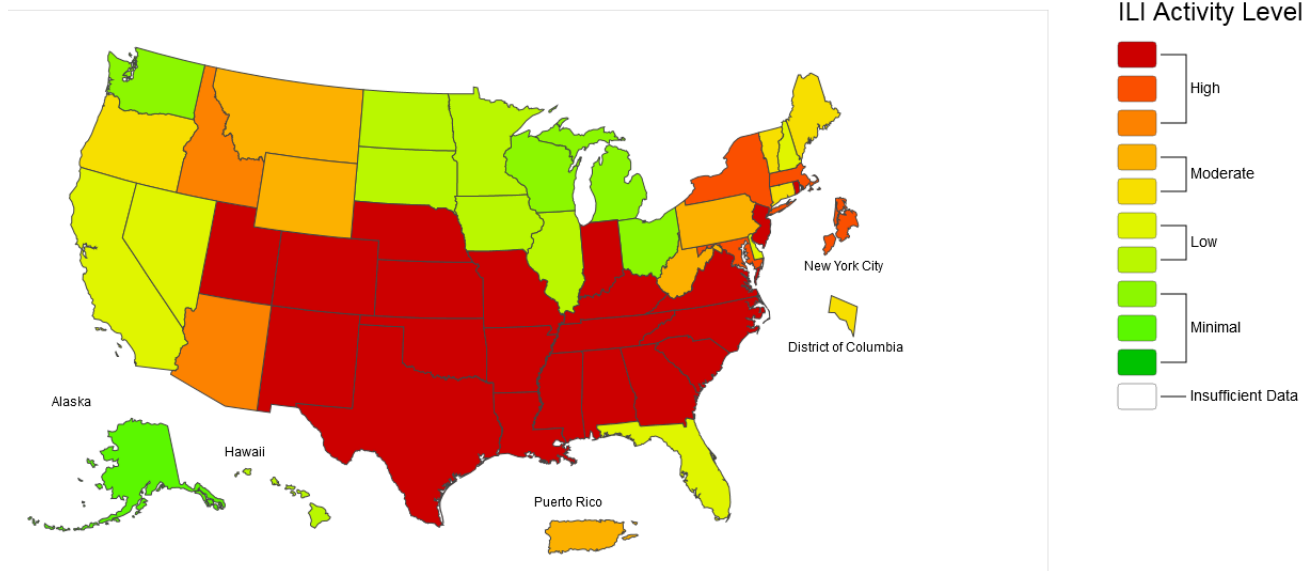 ILI Activity Level
High
Moderate
Low
Minimal
Insufficient Data
New York City
District of Columbia
Alaska
Hawaii
Puerto Rico